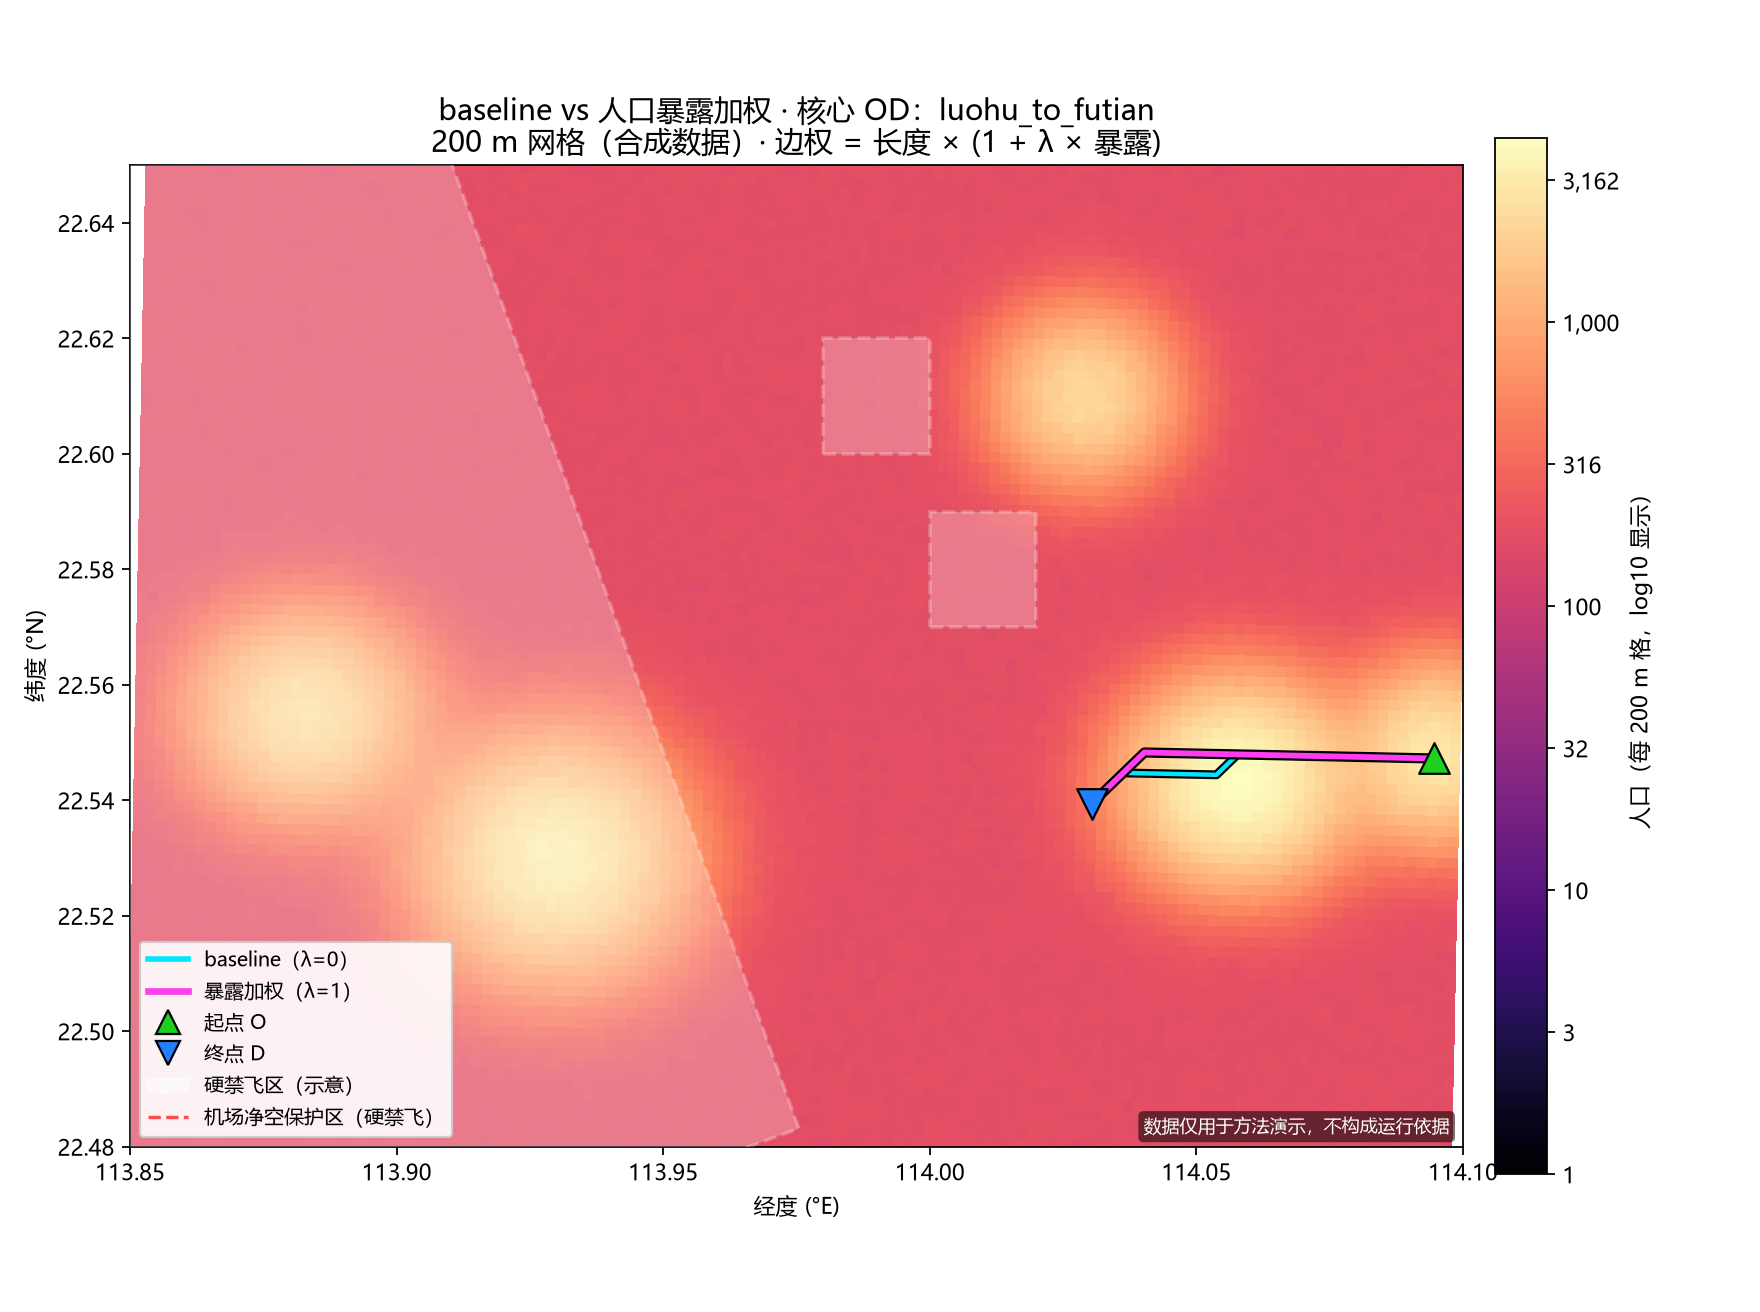 baseline vs 人口暴露加权 · 核心 OD：luohu_to_futian
200 m 网格（合成数据）· 边权 = 长度 × (1 + λ × 暴露)
22.64
22.62
22.60
22.58
22.56
22.54
22.52
22.50
22.48
纬度 (°N)
113.85
113.90
113.95
114.00
114.05
114.10
经度 (°E)
baseline（λ=0）
暴露加权（λ=1）
起点 O
终点 D
硬禁飞区（示意）
机场净空保护区（硬禁飞）
数据仅用于方法演示，不构成运行依据
3,162
1,000
316
100
32
10
3
1
人口（每 200 m 格，log10 显示）